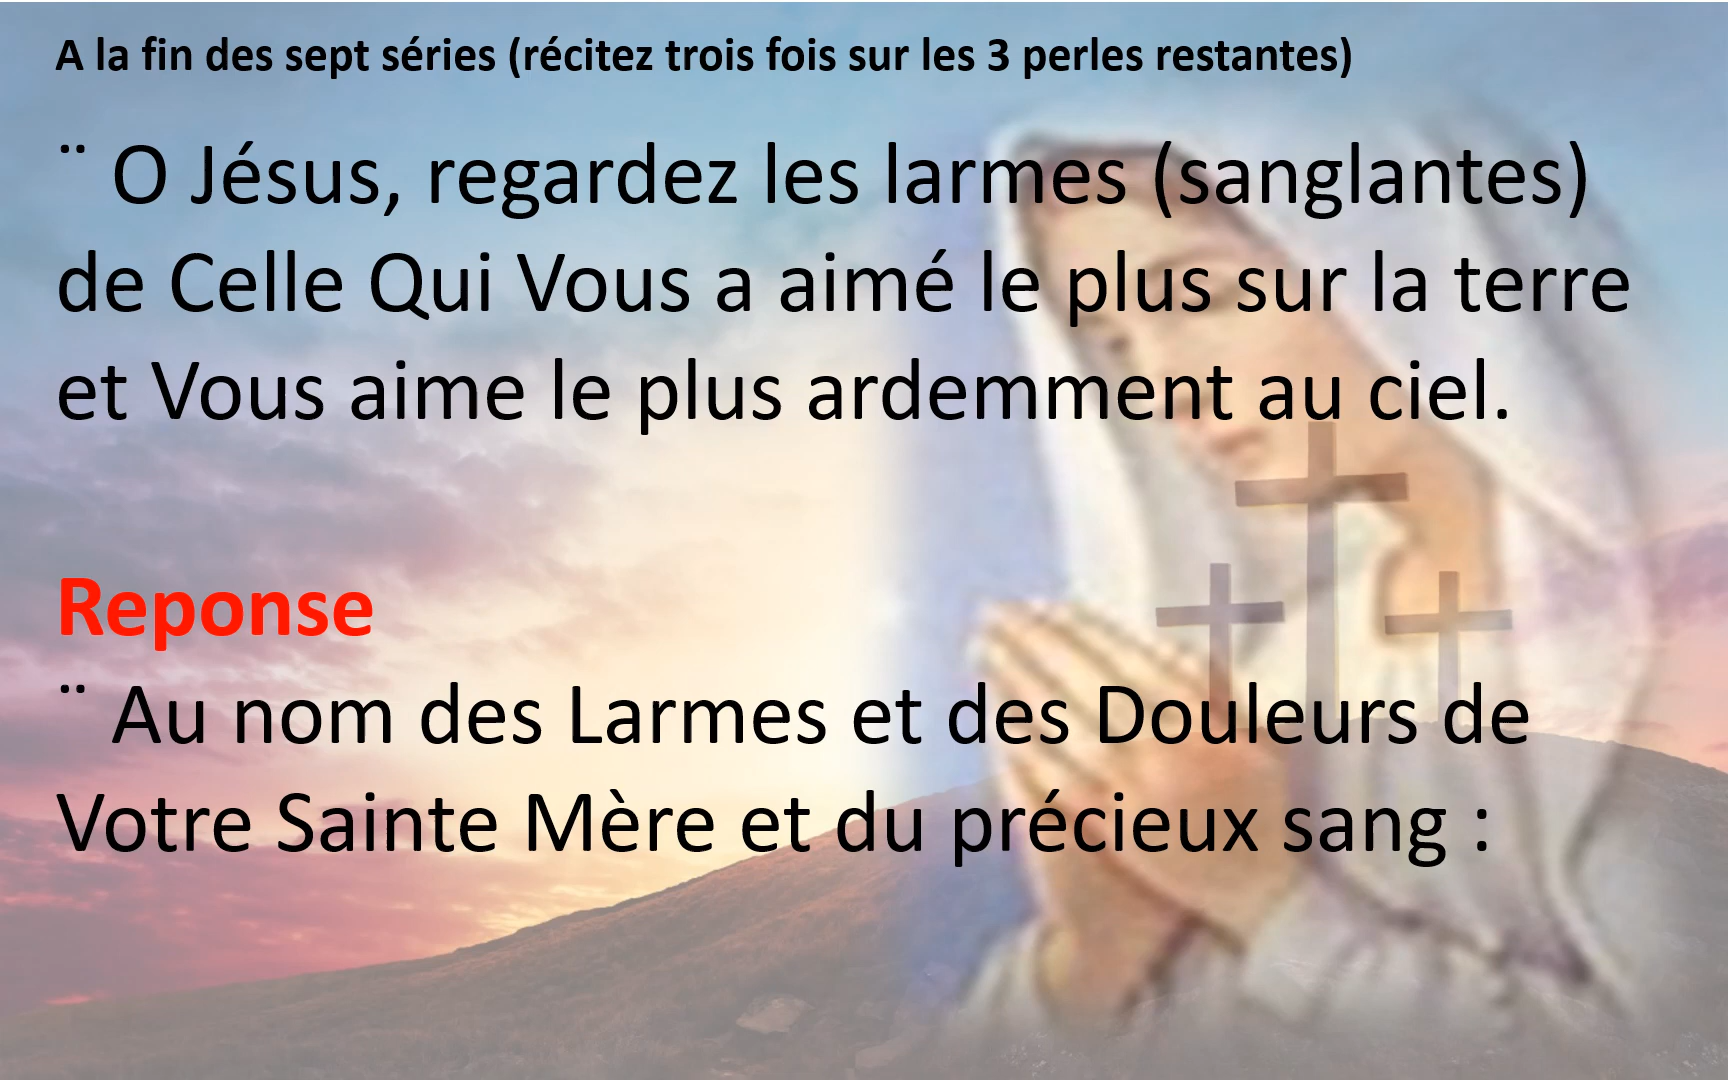 A la fin des sept séries (récitez trois fois sur les 3 perles restantes)
¨ O Jésus, regardez les larmes (sanglantes)
de Celle Qui Vous a aimé le plus sur la terre
et Vous aime le plus ardemment au ciel.
Reponse
¨ Au nom des Larmes et des Douleurs de
Votre Sainte Mère et du précieux sang :